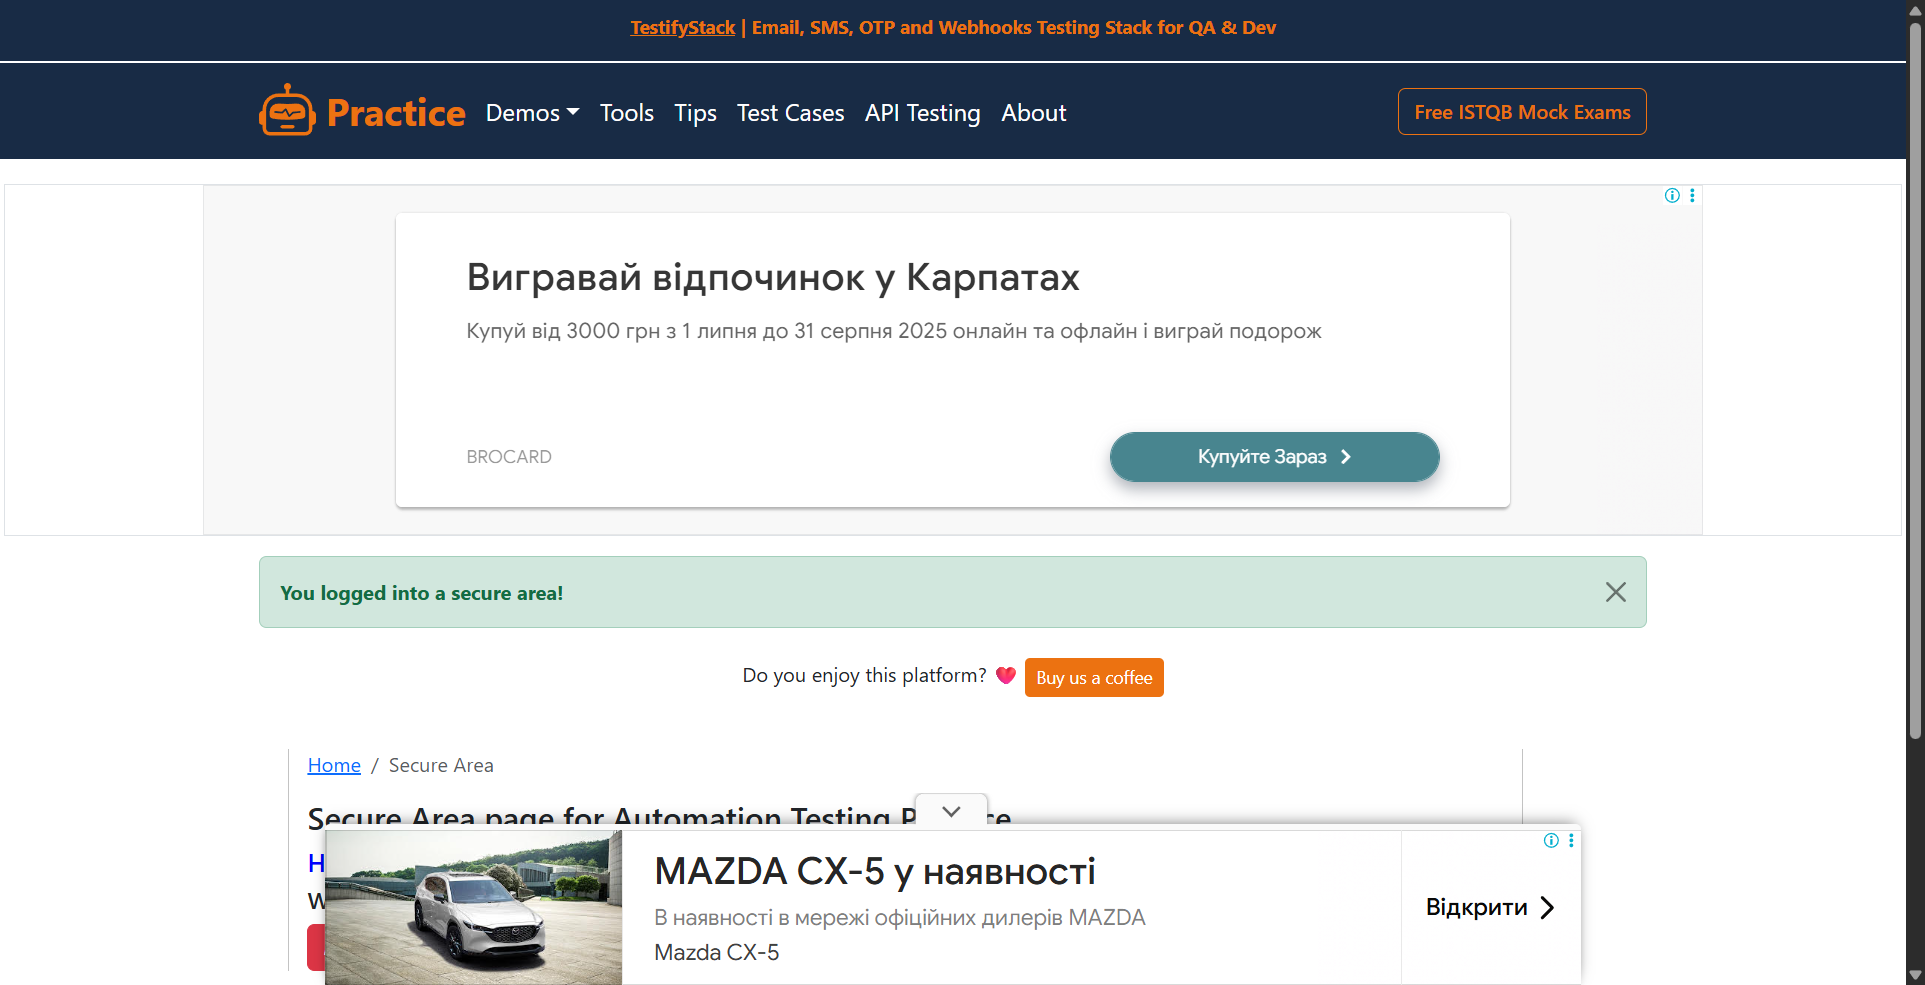 TestifyStack | Email, SMS, OTP and Webhooks Testing Stack for QA & Dev
Practice Demos Tools Tips Test Cases API Testing About Free ISTQB Mock Exams
Вигравай відпочинок у Карпатах
Купуй від 3000 грн з 1 липня до 31 серпня 2025 онлайн та офлайн і виграй подорож
BROCARD Купуйте Зараз
You logged into a secure area!
Do you enjoy this platform? Buy us a coffee
Home / Secure Area
Secure Area page for Automation Testing
MAZDA CX-5 у наявності
В наявності в мережі офіційних дилерів MAZDA
Mazda CX-5
Відкрити